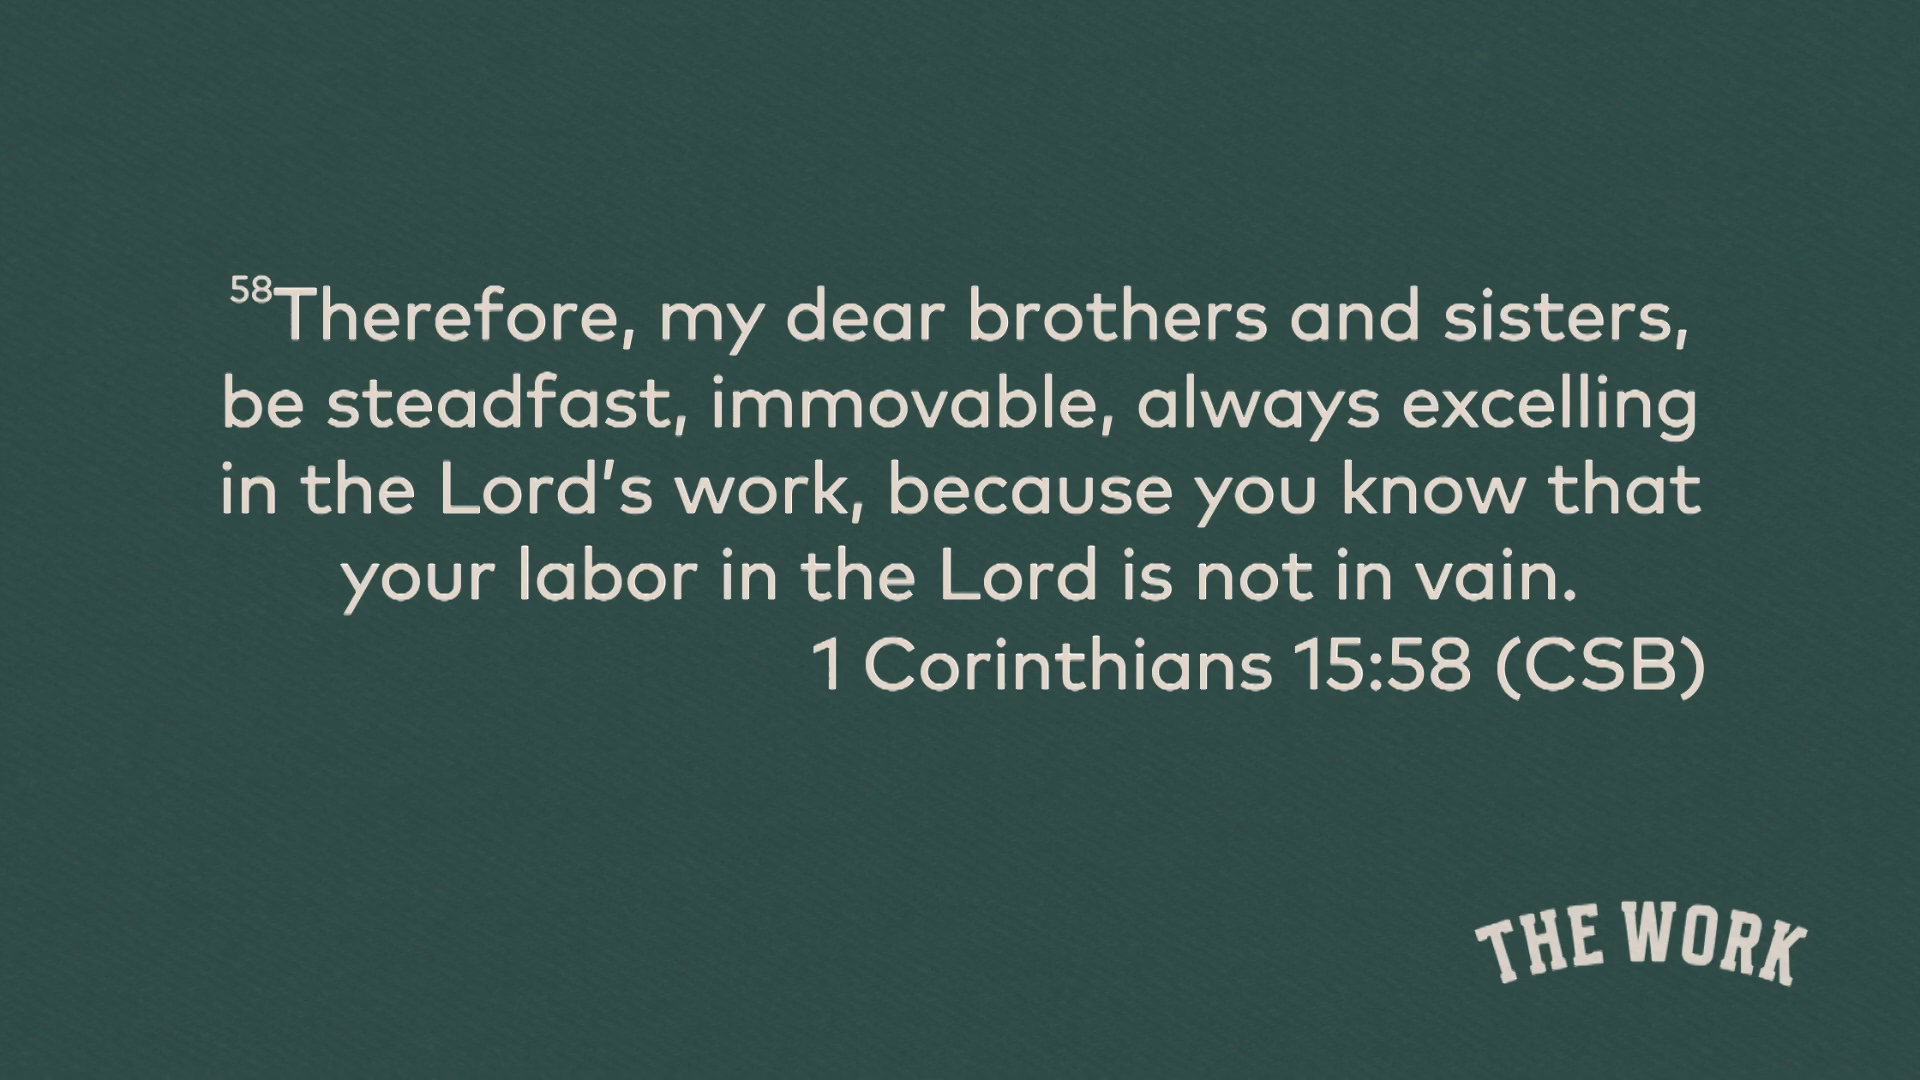 58Therefore, my dear brothers and sisters,
be steadfast, immovable, always excelling
in the Lord’s work, because you know that
your labor in the Lord is not in vain.
1 Corinthians 15:58 (CSB)
THE WORK